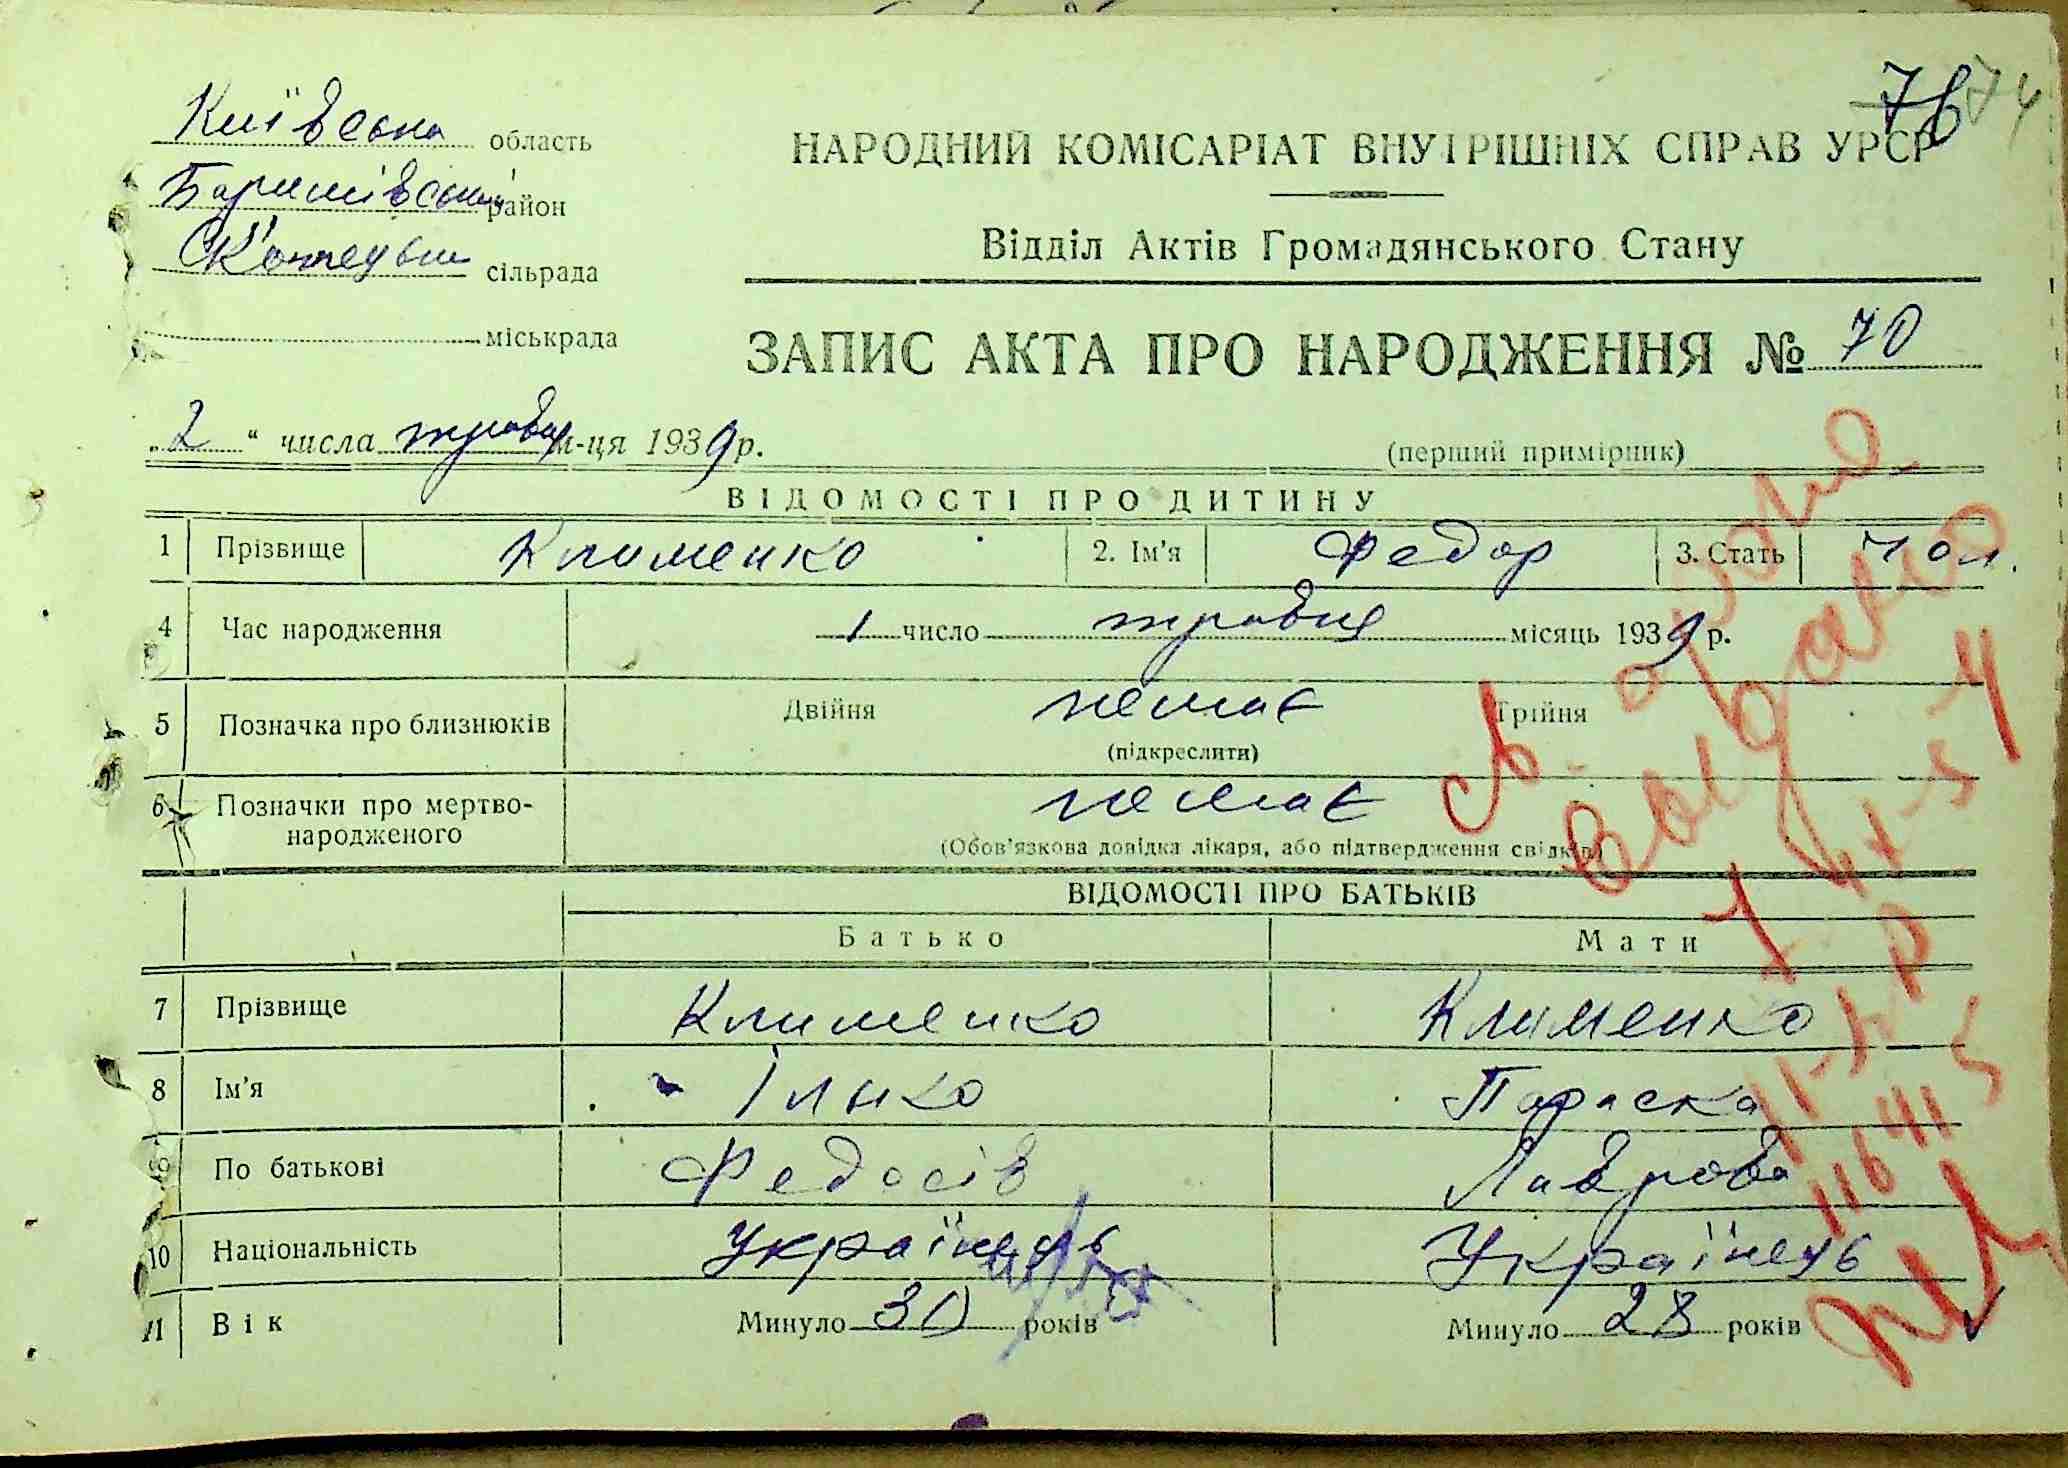 74
Київська область
Баришівський район
сільрада
міськрада
НАРОДНИЙ КОМІСАРІАТ ВНУТРІШНІХ СПРАВ УРСР
Відділ Актів Громадянського Стану
ЗАПИС АКТА ПРО НАРОДЖЕННЯ № 70
„2“ числа травня м-ця 1939 р.
(перший примірник)
ВІДОМОСТІ ПРО ДИТИНУ
1 Прізвище Клименко 2. Ім'я Федор 3. Стать чол.
4 Час народження 1 число травня місяць 1939 р.
5 Позначка про близнюків Двійня немає Трійня
(підкреслити)
6 Позначки про мертво-
народженого немає
(Обов'язкова довідка лікаря, або підтвердження свідків)
ВІДОМОСТІ ПРО БАТЬКІВ
Батько Мати
7 Прізвище Клименко Клименко
8 Ім'я Ілько Параска
9 По батькові Федосів Лаврова
10 Національність Українець Українець
11 Вік Минуло 30 років Минуло 28 років
выдано